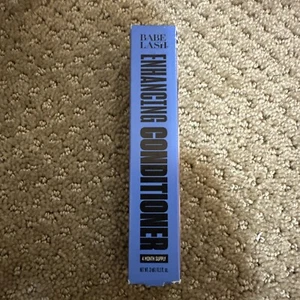 BABE
LASH.
ENHANCING CONDITIONER
4 MONTH SUPPLY